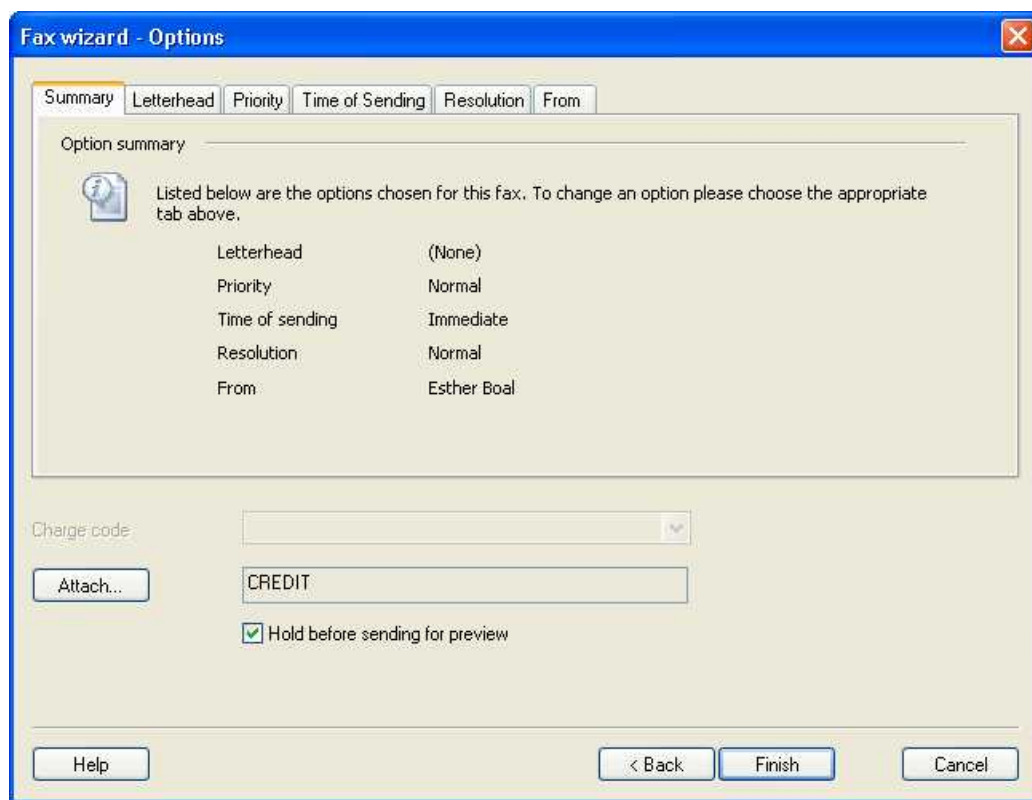 Fax wizard - Options
Summary Letterhead Priority Time of Sending Resolution From
Option summary
Listed below are the options chosen for this fax. To change an option please choose the appropriate
tab above.
Letterhead (None)
Priority Normal
Time of sending Immediate
Resolution Normal
From Esther Boal
Charge code
Attach... CREDIT
Hold before sending for preview
Help < Back Finish Cancel